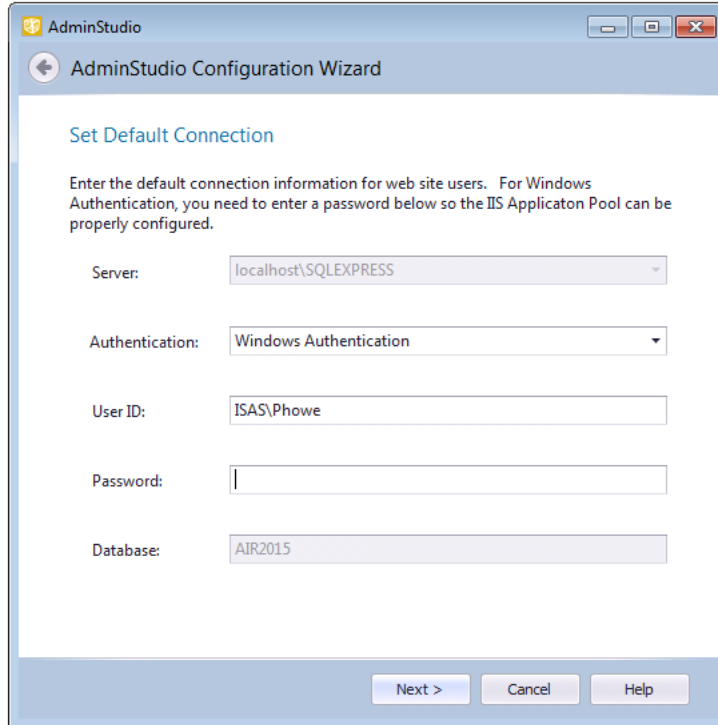 AdminStudio
AdminStudio Configuration Wizard
Set Default Connection
Enter the default connection information for web site users. For Windows
Authentication, you need to enter a password below so the IIS Applicaton Pool can be
properly configured.
Server: localhost\SQLEXPRESS
Authentication: Windows Authentication
User ID: ISAS\Phowe
Password:
Database: AIR2015
Next > Cancel Help